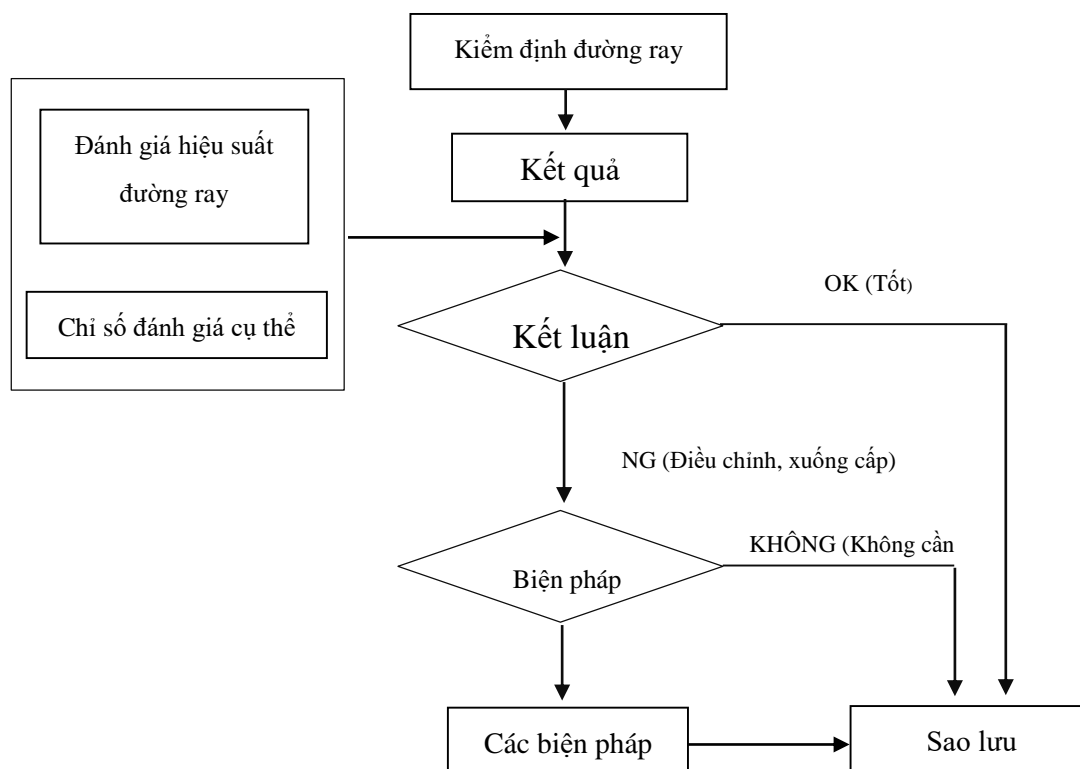 Kiểm định đường ray
Đánh giá hiệu suất
đường ray
Kết quả
Chỉ số đánh giá cụ thể
OK (Tốt)
Kết luận
NG (Điều chỉnh, xuống cấp)
KHÔNG (Không cần
Biện pháp
Các biện pháp
Sao lưu